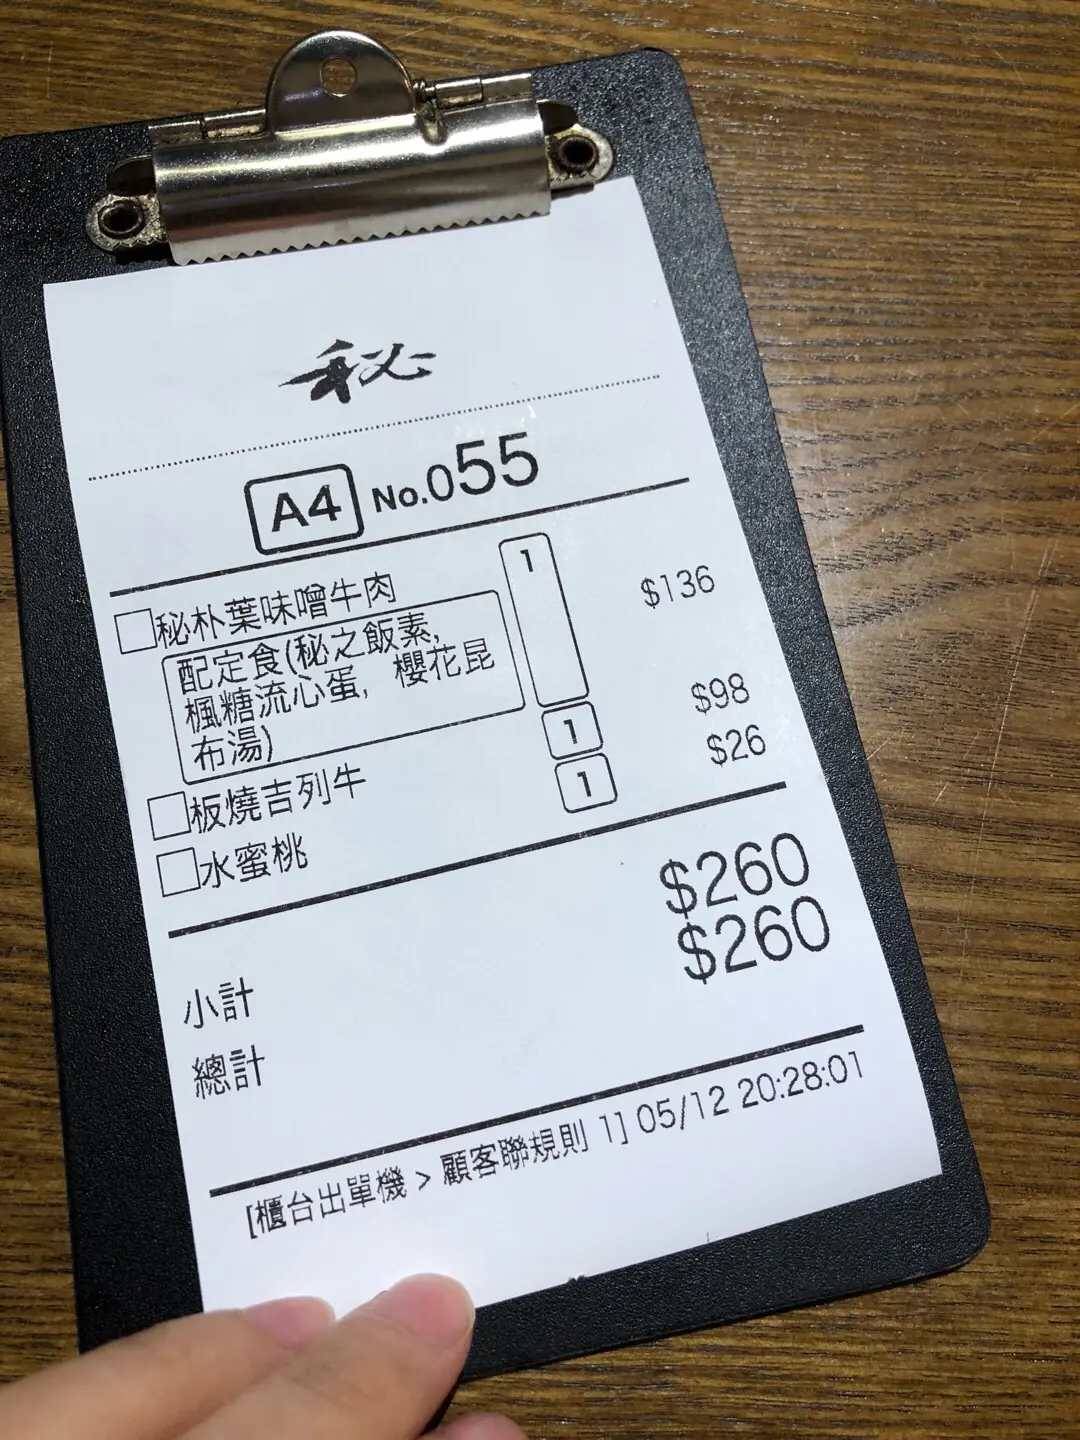 秘
A4 No.055
秘朴葉味噌牛肉 1 $136
配定食(秘之飯素,
楓糖流心蛋, 櫻花昆
布湯)
板燒吉列牛 1 $98
水蜜桃 1 $26
小計 $260
總計 $260
[櫃台出單機 > 顧客聯規則 1] 05/12 20:28:01